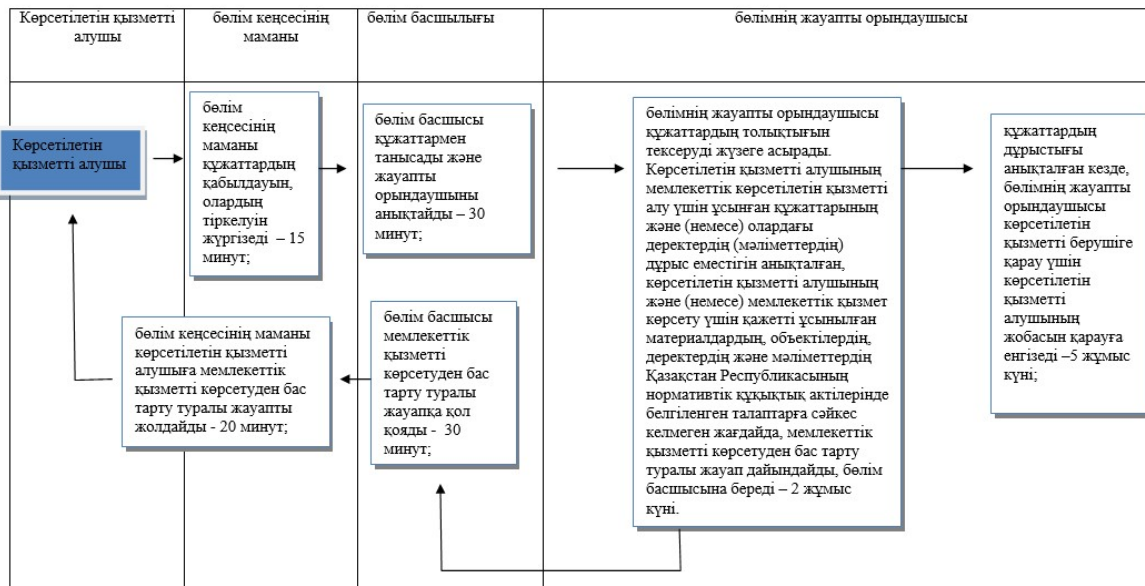 Көрсетілетін қызметті
алушы
бөлім кеңсесінің
маманы
бөлім басшылығы
бөлімнің жауапты орындаушысы
Көрсетілетін
қызметті алушы
бөлім
кеңсесінің
маманы
құжаттардың
қабылдауын,
олардың
тіркелуін
жүргізеді – 15
минут;
бөлім басшысы
құжаттармен
танысады және
жауапты
орындаушыны
анықтайды – 30
минут;
бөлімнің жауапты орындаушысы
құжаттардың толықтығын
тексеруді жүзеге асырады.
Көрсетілетін қызметті алушының
мемлекеттік көрсетілетін қызметті
алу үшін ұсынған құжаттарының
және (немесе) олардағы
деректердің (мәліметтердің)
дұрыс еместігін анықталған,
көрсетілетін қызметті алушының
және (немесе) мемлекеттік қызмет
көрсету үшін қажетті ұсынылған
материалдардың, объектілердің,
деректердің және мәліметтердің
Қазақстан Республикасының
нормативтік құқықтық актілерінде
белгіленген талаптарға сәйкес
келмеген жағдайда, мемлекеттік
қызметті көрсетуден бас тарту
туралы жауап дайындайды, бөлім
басшысына береді – 2 жұмыс
күні.
құжаттардың
дұрыстығы
анықталған кезде,
бөлімнің жауапты
орындаушысы
көрсетілетін
қызметті берушіге
қарау үшін
көрсетілетін
қызметті
алушының
жобасын қарауға
енгізеді –5 жұмыс
күні;
бөлім кеңсесінің маманы
көрсетілетін қызметті
алушыға мемлекеттік
қызметті көрсетуден бас
тарту туралы жауапты
жолдайды - 20 минут;
бөлім басшысы
мемлекеттік
қызметті
көрсетуден бас
тарту туралы
жауапқа қол
қояды - 30
минут;